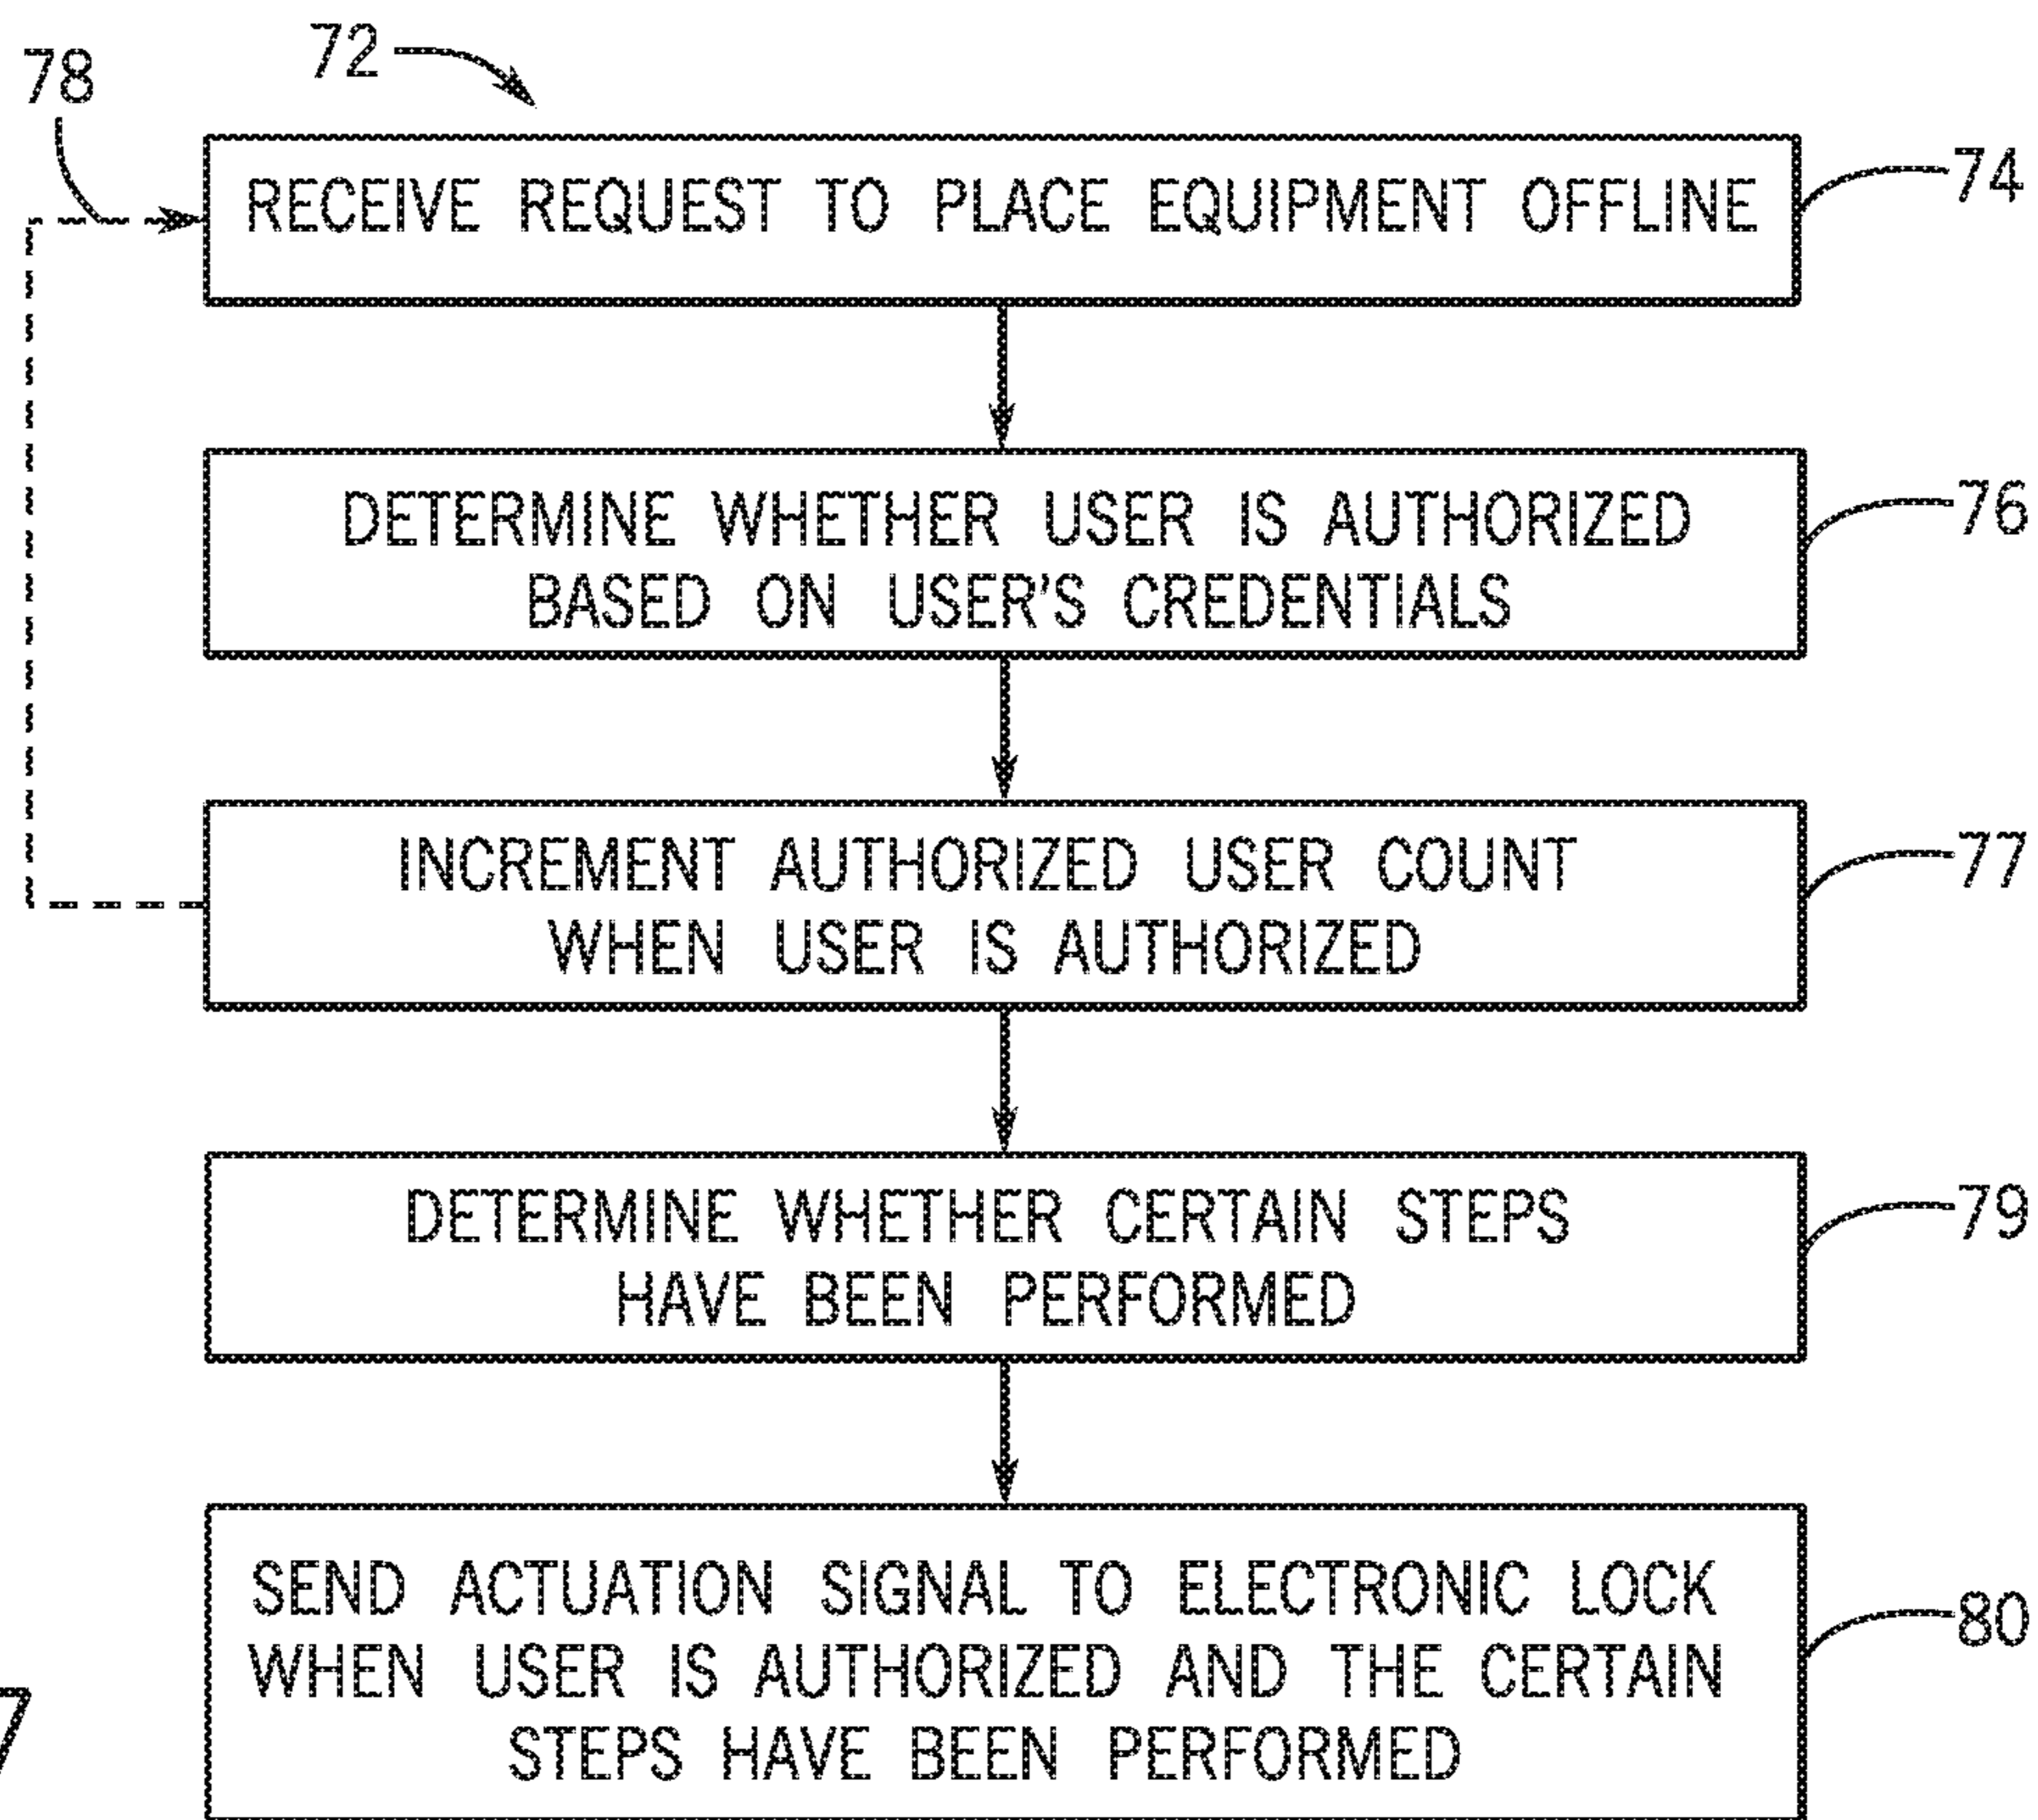 78
72
RECEIVE REQUEST TO PLACE EQUIPMENT OFFLINE
74
DETERMINE WHETHER USER IS AUTHORIZED
BASED ON USER'S CREDENTIALS
76
INCREMENT AUTHORIZED USER COUNT
WHEN USER IS AUTHORIZED
77
DETERMINE WHETHER CERTAIN STEPS
HAVE BEEN PERFORMED
79
SEND ACTUATION SIGNAL TO ELECTRONIC LOCK
WHEN USER IS AUTHORIZED AND THE CERTAIN
STEPS HAVE BEEN PERFORMED
80
7